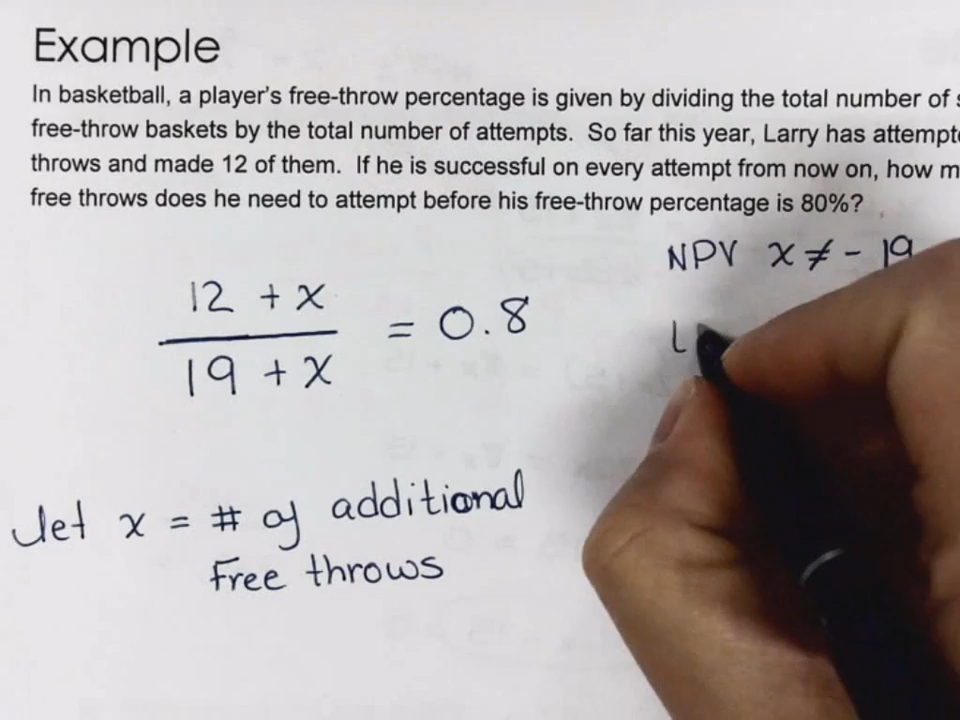 Example
In basketball, a player's free-throw percentage is given by dividing the total number of
free-throw baskets by the total number of attempts. So far this year, Larry has
throws and made 12 of them. If he is successful on every attempt from now on, how
free throws does he need to attempt before his free-throw percentage is 80%?
NPV x ≠ - 19
12 + x
= 0.8
19 + x
L
let x = # of additional
Free throws